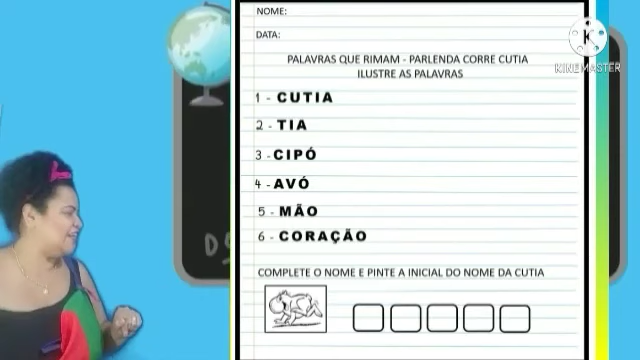 NOME:
DATA:
PALAVRAS QUE RIMAM - PARLENDA CORRE CUTIA
ILUSTRE AS PALAVRAS
1 - CUTIA
2 - TIA
3 - CIPÓ
4 - AVÓ
5 - MÃO
6 - CORAÇÃO
COMPLETE O NOME E PINTE A INICIAL DO NOME DA CUTIA
K
KINEMASTER